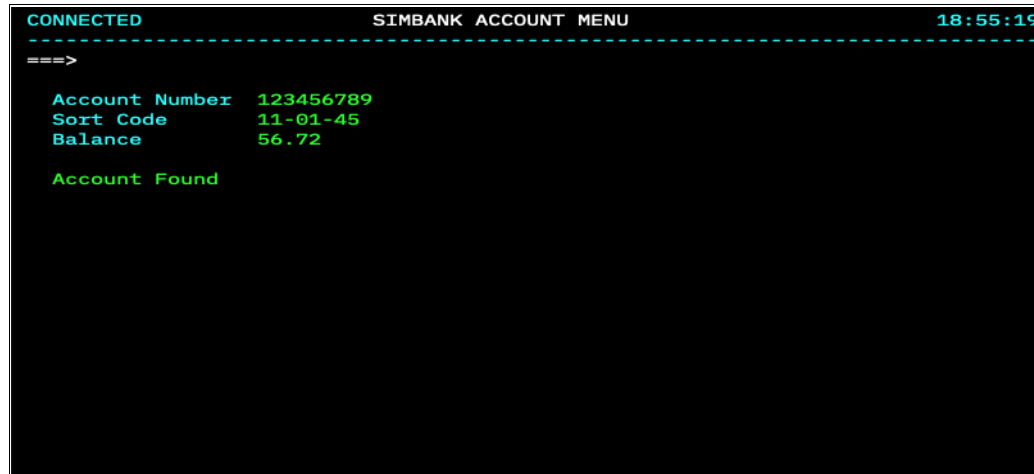 CONNECTED SIMBANK ACCOUNT MENU 18:55:19
--------------------------------------------------------------------------------
===>
Account Number 123456789
Sort Code 11-01-45
Balance 56.72
Account Found